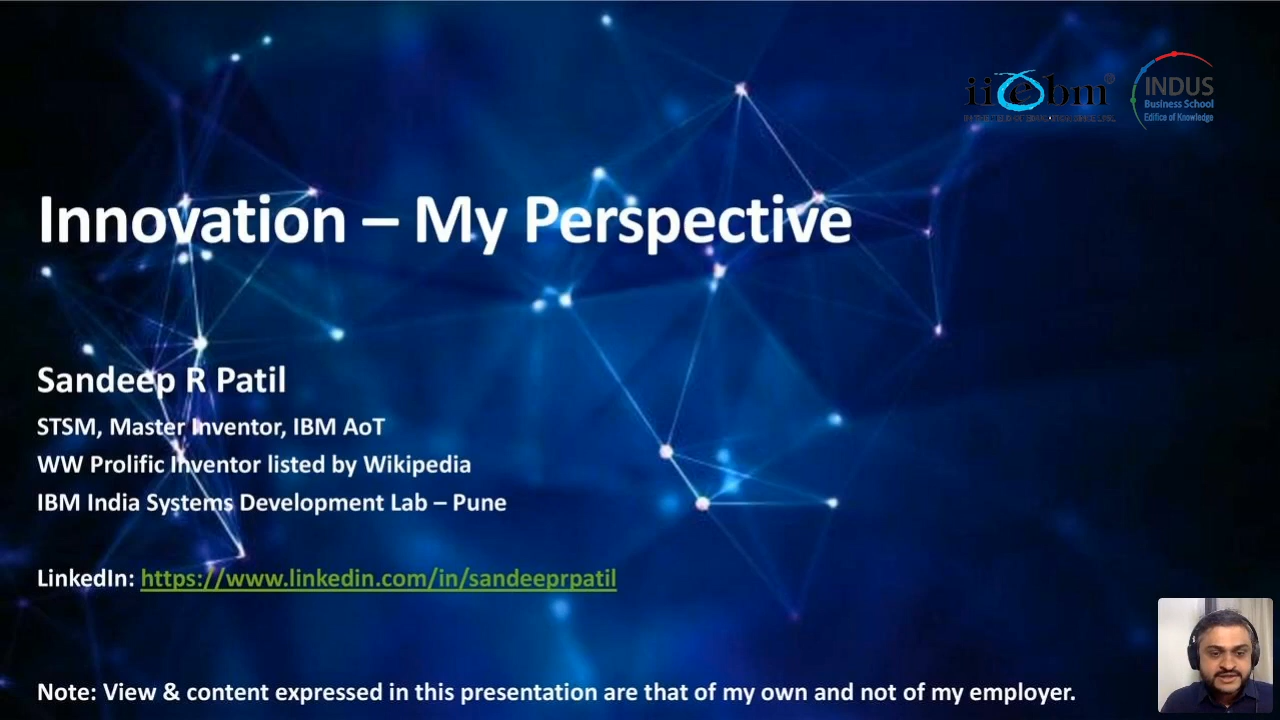 iiebm®
INDUS
Business School
Edifice of Knowledge
Innovation – My Perspective
Sandeep R Patil
STSM, Master Inventor, IBM AoT
WW Prolific Inventor listed by Wikipedia
IBM India Systems Development Lab – Pune
LinkedIn: https://www.linkedin.com/in/sandeeprpatil
Note: View & content expressed in this presentation are that of my own and not of my employer.